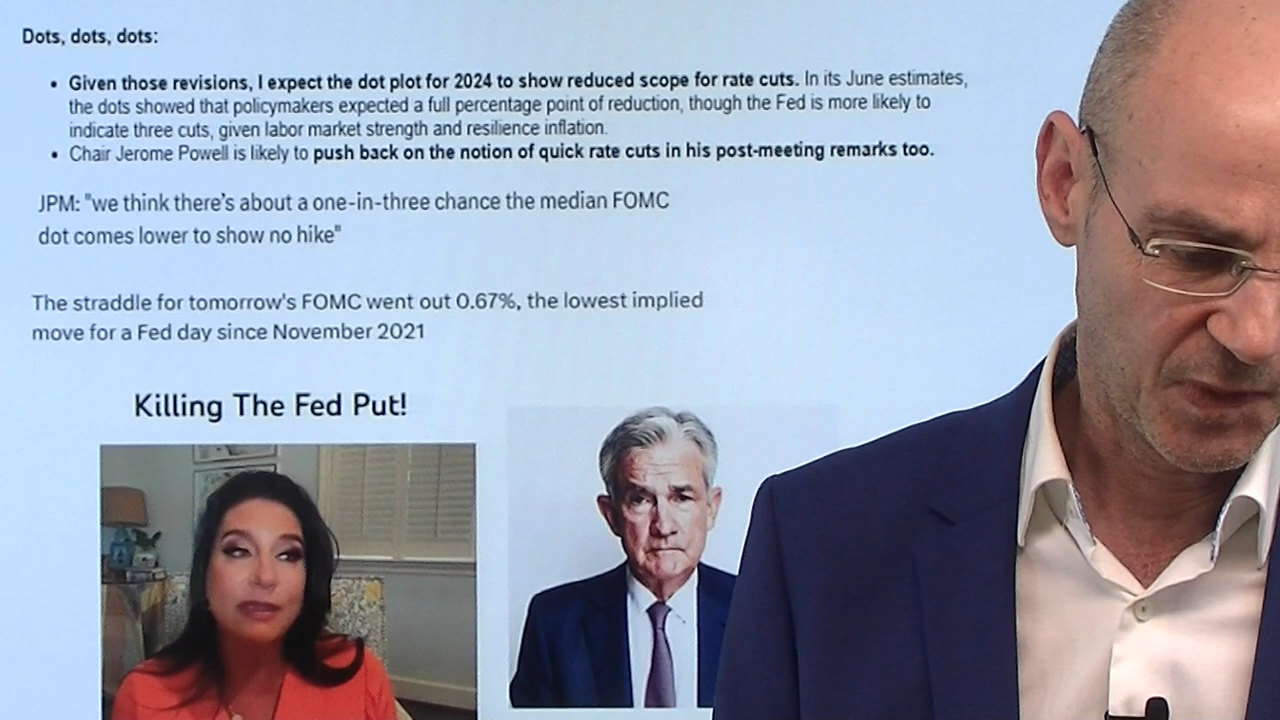 Dots, dots, dots:
• Given those revisions, I expect the dot plot for 2024 to show reduced scope for rate cuts. In its June estimates,
the dots showed that policymakers expected a full percentage point of reduction, though the Fed is more likely to
indicate three cuts, given labor market strength and resilience inflation.
• Chair Jerome Powell is likely to push back on the notion of quick rate cuts in his post-meeting remarks too.
JPM: "we think there's about a one-in-three chance the median FOMC
dot comes lower to show no hike"
The straddle for tomorrow's FOMC went out 0.67%, the lowest implied
move for a Fed day since November 2021
Killing The Fed Put!